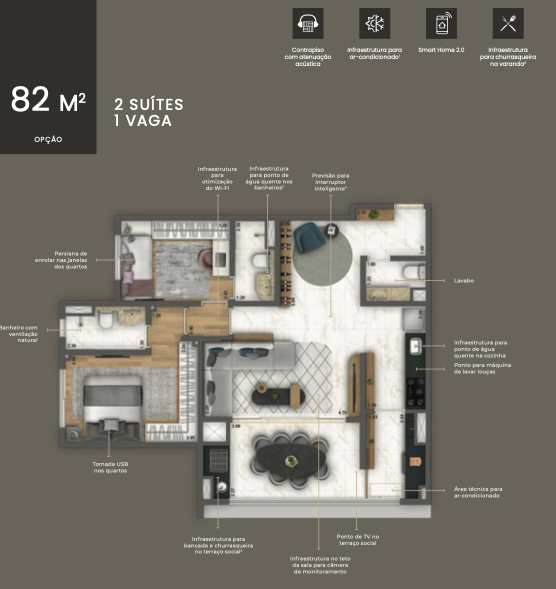 Contrapiso
com atenuação
acústica
Infraestrutura para
ar-condicionado¹
Smart Home 2.0
Infraestrutura
para churrasqueira
na varanda²
82 M²
OPÇÃO
2 SUÍTES
1 VAGA
Infraestrutura
para
otimização
do Wi-Fi
Infraestrutura
para ponto de
água quente nos
banheiros³
Previsão para
interruptor
inteligente⁴
Persiana de
enrolar nas janelas
dos quartos
Lavabo
Banheiro com
ventilação
natural
Infraestrutura para
ponto de água
quente na cozinha
Ponto para máquina
de lavar louças
Tomada USB
nos quartos
Área técnica para
ar-condicionado
Infraestrutura para
bancada e churrasqueira
no terraço social
Ponto de TV no
terraço social
Infraestrutura no teto
da sala para câmera
de monitoramento